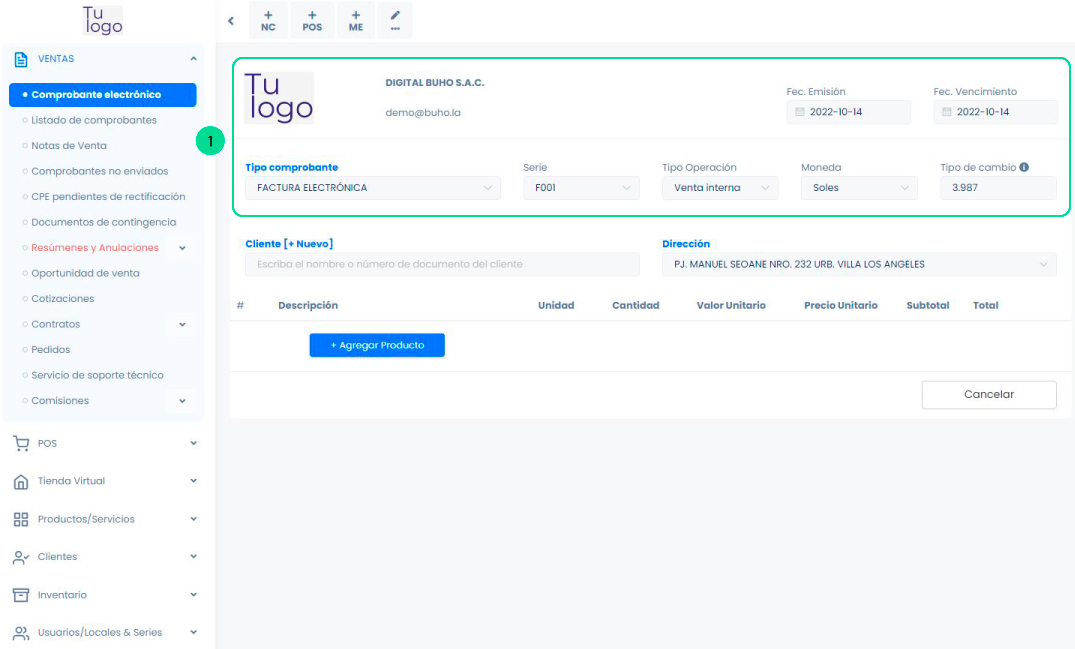 Tu
logo
VENTAS
Comprobante electrónico
Listado de comprobantes
Notas de Venta
Comprobantes no enviados
CPE pendientes de rectificación
Documentos de contingencia
Resúmenes y Anulaciones
Oportunidad de venta
Cotizaciones
Contratos
Pedidos
Servicio de soporte técnico
Comisiones
POS
Tienda Virtual
Productos/Servicios
Clientes
Inventario
Usuarios/Locales & Series
+ NC
+ POS
+ ME
...
1
Tu
logo
DIGITAL BUHO S.A.C.
demo@buho.la
Fec. Emisión
2022-10-14
Fec. Vencimiento
2022-10-14
Tipo comprobante
FACTURA ELECTRÓNICA
Serie
F001
Tipo Operación
Venta interna
Moneda
Soles
Tipo de cambio
3.987
Cliente [+ Nuevo]
Escriba el nombre o número de documento del cliente
Dirección
PJ. MANUEL SEOANE NRO. 232 URB. VILLA LOS ANGELES
# Descripción Unidad Cantidad Valor Unitario Precio Unitario Subtotal Total
+ Agregar Producto
Cancelar